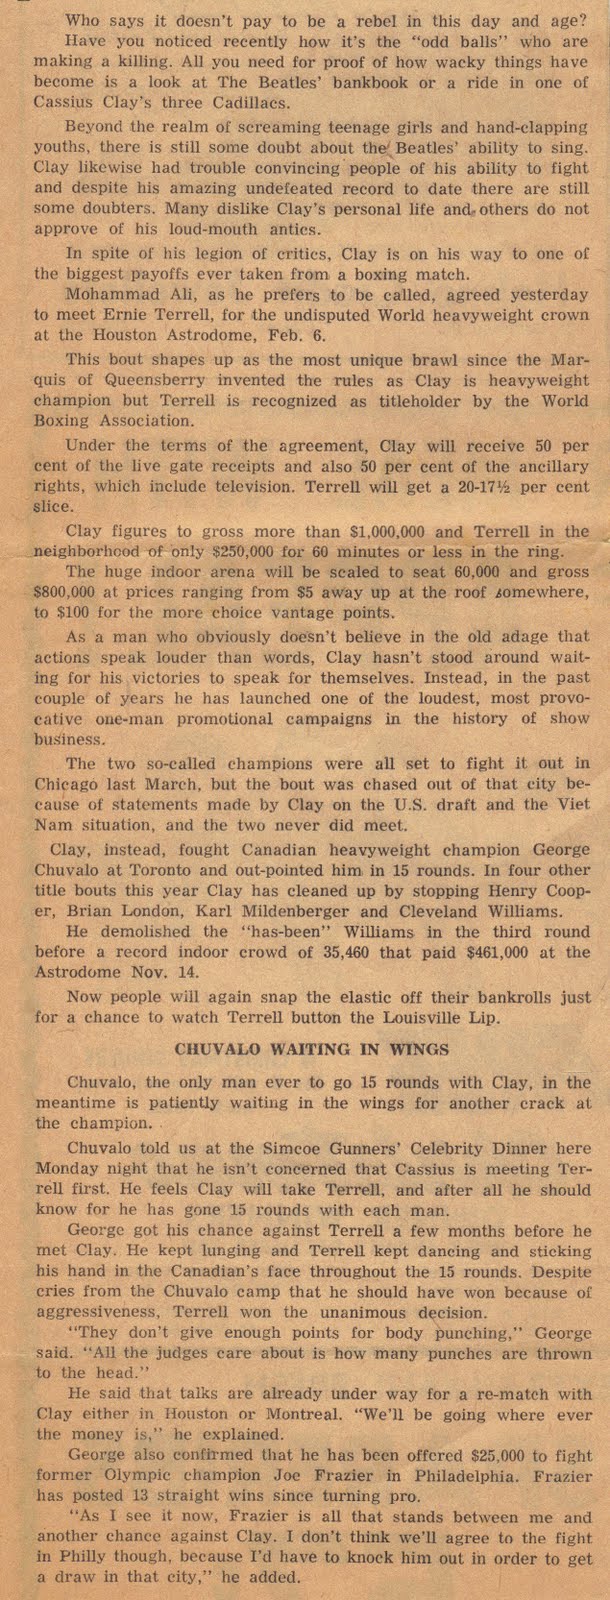 Who says it doesn't pay to be a rebel in this day and age?
Have you noticed recently how it's the "odd balls" who are
making a killing. All you need for proof of how wacky things have
become is a look at The Beatles' bankbook or a ride in one of
Cassius Clay's three Cadillacs.
Beyond the realm of screaming teenage girls and hand-clapping
youths, there is still some doubt about the Beatles' ability to sing.
Clay likewise had trouble convincing people of his ability to fight
and despite his amazing undefeated record to date there are still
some doubters. Many dislike Clay's personal life and others do not
approve of his loud-mouth antics.
In spite of his legion of critics, Clay is on his way to one of
the biggest payoffs ever taken from a boxing match.
Mohammad Ali, as he prefers to be called, agreed yesterday
to meet Ernie Terrell, for the undisputed World heavyweight crown
at the Houston Astrodome, Feb. 6.
This bout shapes up as the most unique brawl since the Mar-
quis of Queensberry invented the rules as Clay is heavyweight
champion but Terrell is recognized as titleholder by the World
Boxing Association.
Under the terms of the agreement, Clay will receive 50 per
cent of the live gate receipts and also 50 per cent of the ancillary
rights, which include television. Terrell will get a 20-17½ per cent
slice.
Clay figures to gross more than $1,000,000 and Terrell in the
neighborhood of only $250,000 for 60 minutes or less in the ring.
The huge indoor arena will be scaled to seat 60,000 and gross
$800,000 at prices ranging from $5 away up at the roof somewhere,
to $100 for the more choice vantage points.
As a man who obviously doesn't believe in the old adage that
actions speak louder than words, Clay hasn't stood around wait-
ing for his victories to speak for themselves. Instead, in the past
couple of years he has launched one of the loudest, most provo-
cative one-man promotional campaigns in the history of show
business.
The two so-called champions were all set to fight it out in
Chicago last March, but the bout was chased out of that city be-
cause of statements made by Clay on the U.S. draft and the Viet
Nam situation, and the two never did meet.
Clay, instead, fought Canadian heavyweight champion George
Chuvalo at Toronto and out-pointed him in 15 rounds. In four other
title bouts this year Clay has cleaned up by stopping Henry Coop-
er, Brian London, Karl Mildenberger and Cleveland Williams.
He demolished the "has-been" Williams in the third round
before a record indoor crowd of 35,460 that paid $461,000 at the
Astrodome Nov. 14.
Now people will again snap the elastic off their bankrolls just
for a chance to watch Terrell button the Louisville Lip.
CHUVALO WAITING IN WINGS
Chuvalo, the only man ever to go 15 rounds with Clay, in the
meantime is patiently waiting in the wings for another crack at
the champion.
Chuvalo told us at the Simcoe Gunners' Celebrity Dinner here
Monday night that he isn't concerned that Cassius is meeting Ter-
rell first. He feels Clay will take Terrell, and after all he should
know for he has gone 15 rounds with each man.
George got his chance against Terrell a few months before he
met Clay. He kept lunging and Terrell kept dancing and sticking
his hand in the Canadian's face throughout the 15 rounds. Despite
cries from the Chuvalo camp that he should have won because of
aggressiveness, Terrell won the unanimous decision.
"They don't give enough points for body punching," George
said. "All the judges care about is how many punches are thrown
to the head."
He said that talks are already under way for a re-match with
Clay either in Houston or Montreal. "We'll be going where ever
the money is," he explained.
George also confirmed that he has been offered $25,000 to fight
former Olympic champion Joe Frazier in Philadelphia. Frazier
has posted 13 straight wins since turning pro.
"As I see it now, Frazier is all that stands between me and
another chance against Clay. I don't think we'll agree to the fight
in Philly though, because I'd have to knock him out in order to get
a draw in that city," he added.